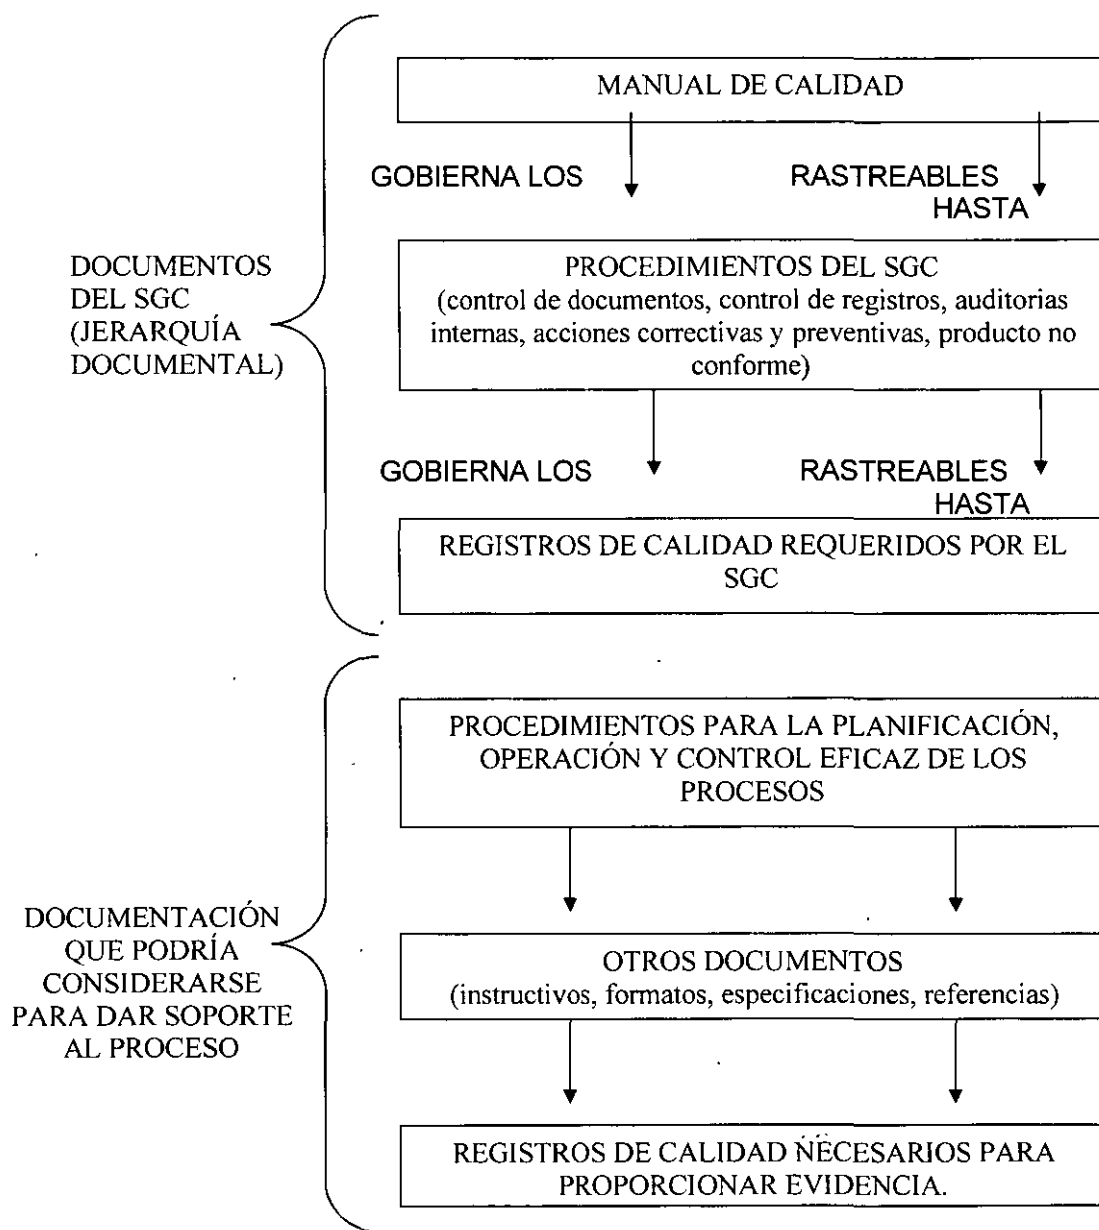 MANUAL DE CALIDAD
GOBIERNA LOS
RASTREABLES
HASTA
DOCUMENTOS
DEL SGC
(JERARQUÍA
DOCUMENTAL)
PROCEDIMIENTOS DEL SGC
(control de documentos, control de registros, auditorias
internas, acciones correctivas y preventivas, producto no
conforme)
GOBIERNA LOS
RASTREABLES
HASTA
REGISTROS DE CALIDAD REQUERIDOS POR EL
SGC
PROCEDIMIENTOS PARA LA PLANIFICACIÓN,
OPERACIÓN Y CONTROL EFICAZ DE LOS
PROCESOS
DOCUMENTACIÓN
QUE PODRÍA
CONSIDERARSE
PARA DAR SOPORTE
AL PROCESO
OTROS DOCUMENTOS
(instructivos, formatos, especificaciones, referencias)
REGISTROS DE CALIDAD NECESARIOS PARA
PROPORCIONAR EVIDENCIA.